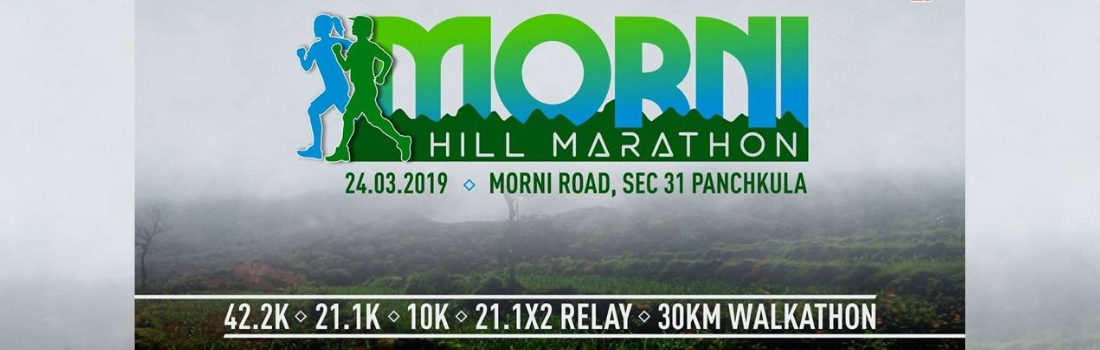 MORNI
HILL MARATHON
24.03.2019 ◇ MORNI ROAD, SEC 31 PANCHKULA
42.2K ◇ 21.1K ◇ 10K ◇ 21.1X2 RELAY ◇ 30KM WALKATHON